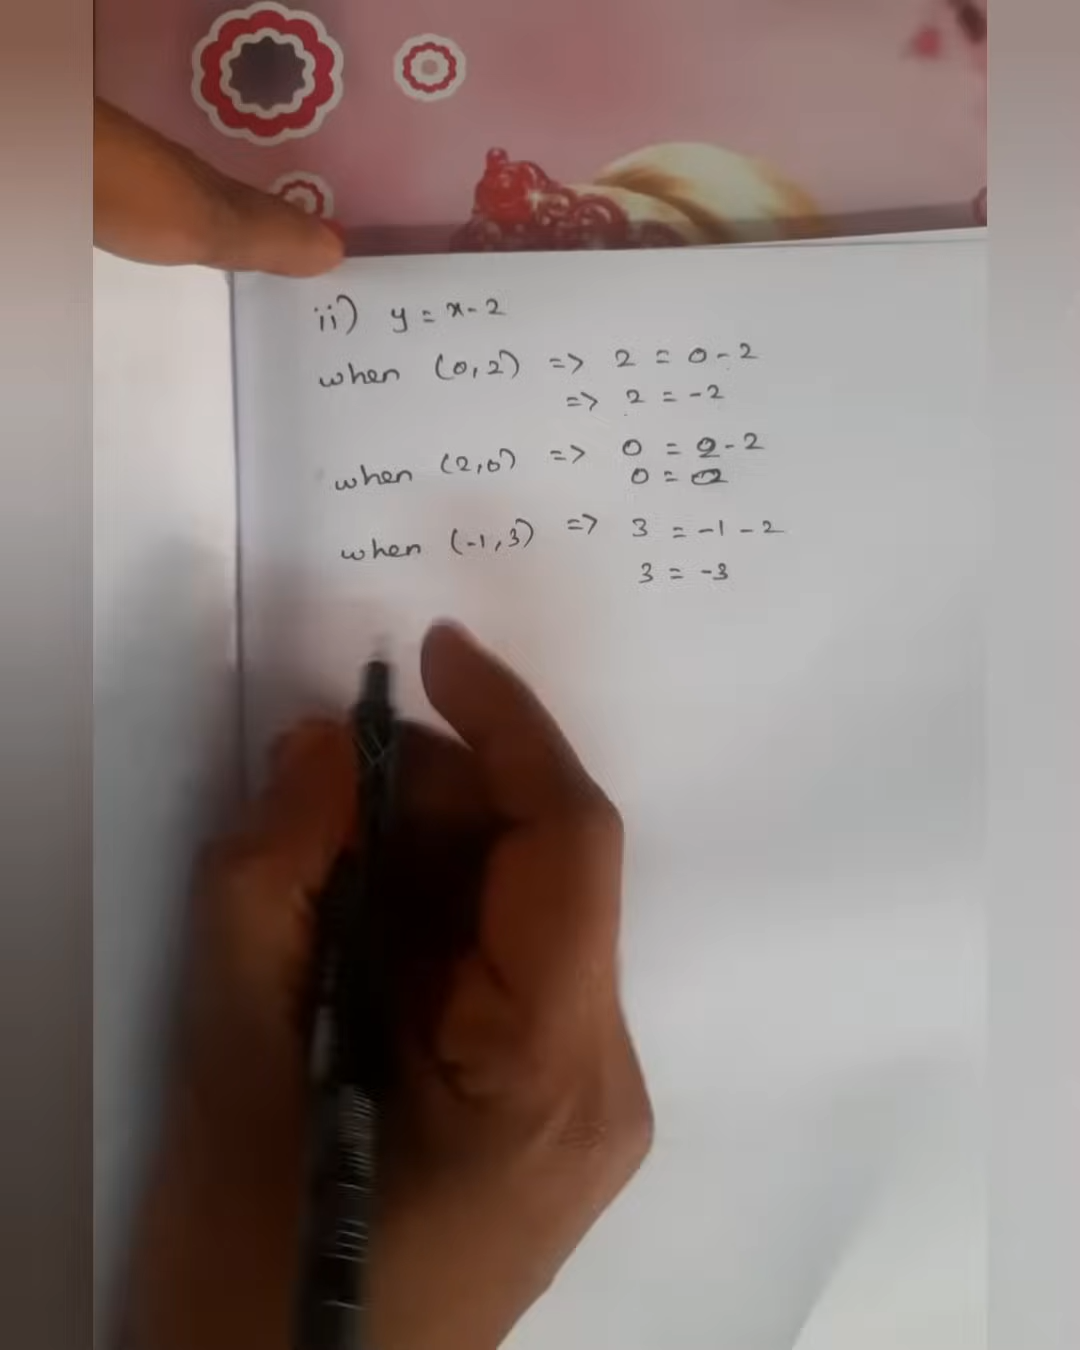 ii) y = x - 2
when (0, 2) => 2 = 0 - 2
=> 2 = -2
when (2, 0) => 0 = 2 - 2
0 = 0
when (-1, 3) => 3 = -1 - 2
3 = -3